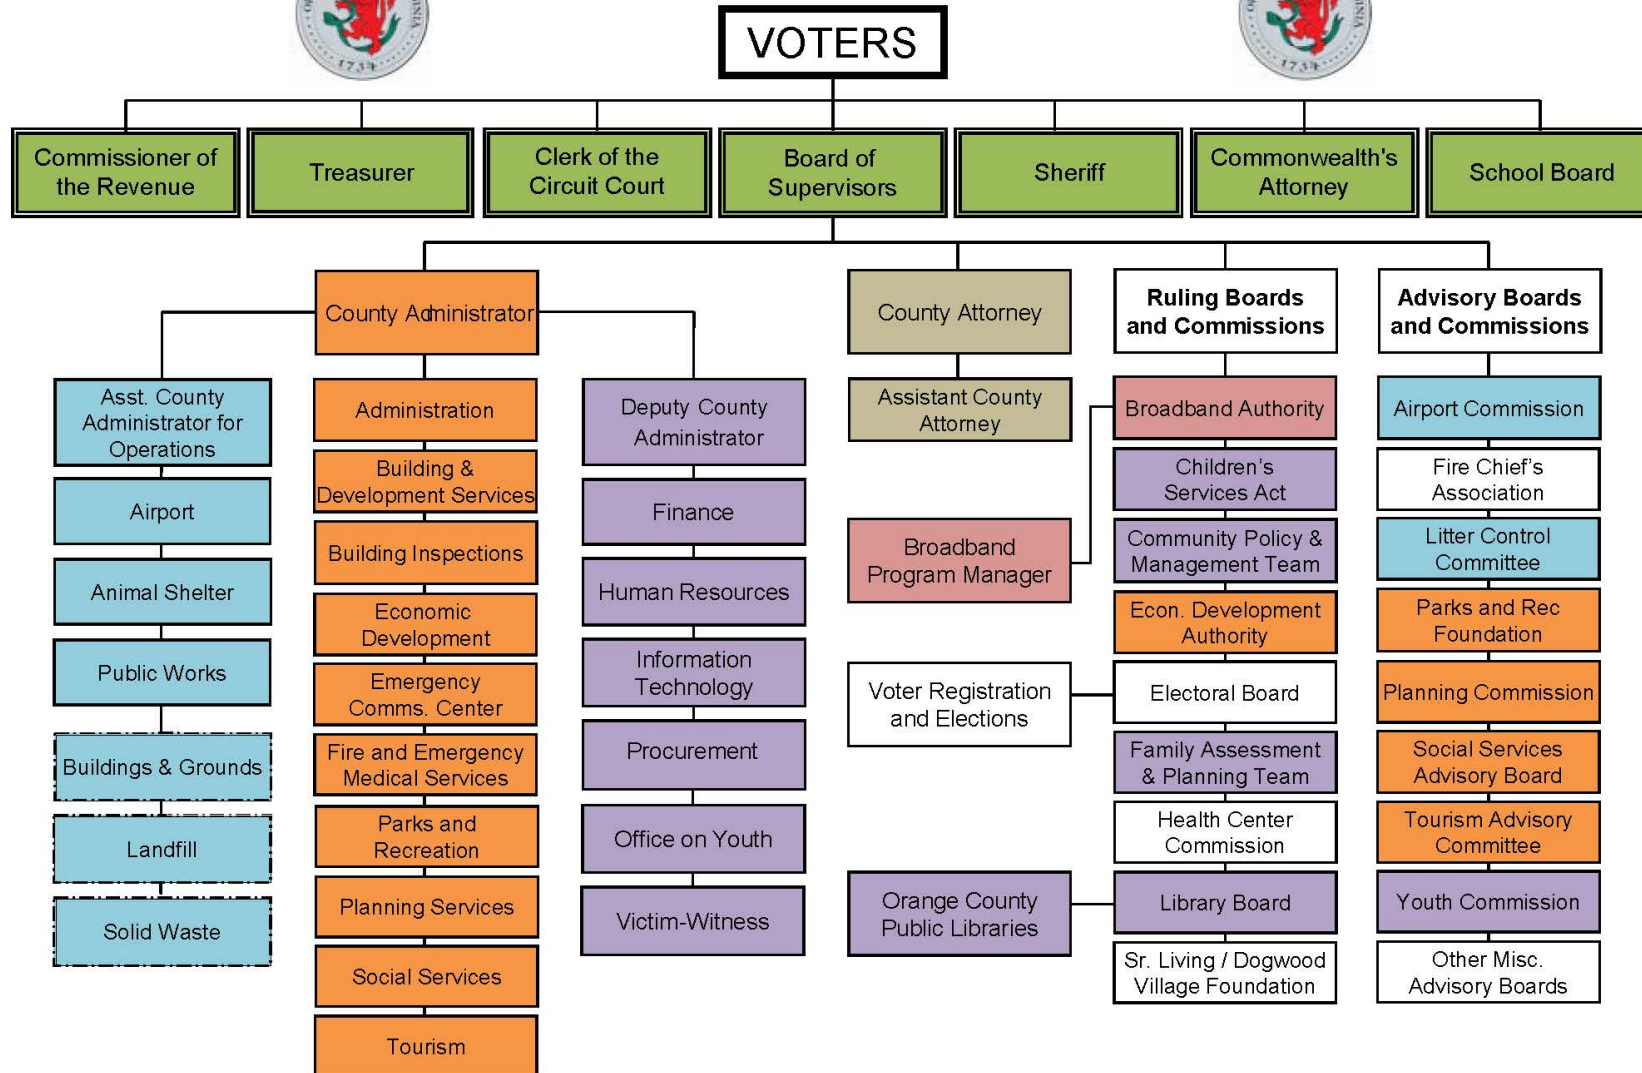 VOTERS
1734
1734
Commissioner of
the Revenue
Treasurer
Clerk of the
Circuit Court
Board of
Supervisors
Sheriff
Commonwealth's
Attorney
School Board
County Administrator
County Attorney
Ruling Boards
and Commissions
Advisory Boards
and Commissions
Asst. County
Administrator for
Operations
Airport
Animal Shelter
Public Works
Buildings & Grounds
Landfill
Solid Waste
Administration
Building &
Development Services
Building Inspections
Economic
Development
Emergency
Comms. Center
Fire and Emergency
Medical Services
Parks and
Recreation
Planning Services
Social Services
Tourism
Deputy County
Administrator
Finance
Human Resources
Information
Technology
Procurement
Office on Youth
Victim-Witness
Assistant County
Attorney
Broadband
Program Manager
Voter Registration
and Elections
Orange County
Public Libraries
Broadband Authority
Children's
Services Act
Community Policy &
Management Team
Econ. Development
Authority
Electoral Board
Family Assessment
& Planning Team
Health Center
Commission
Library Board
Sr. Living / Dogwood
Village Foundation
Airport Commission
Fire Chief's
Association
Litter Control
Committee
Parks and Rec
Foundation
Planning Commission
Social Services
Advisory Board
Tourism Advisory
Committee
Youth Commission
Other Misc.
Advisory Boards